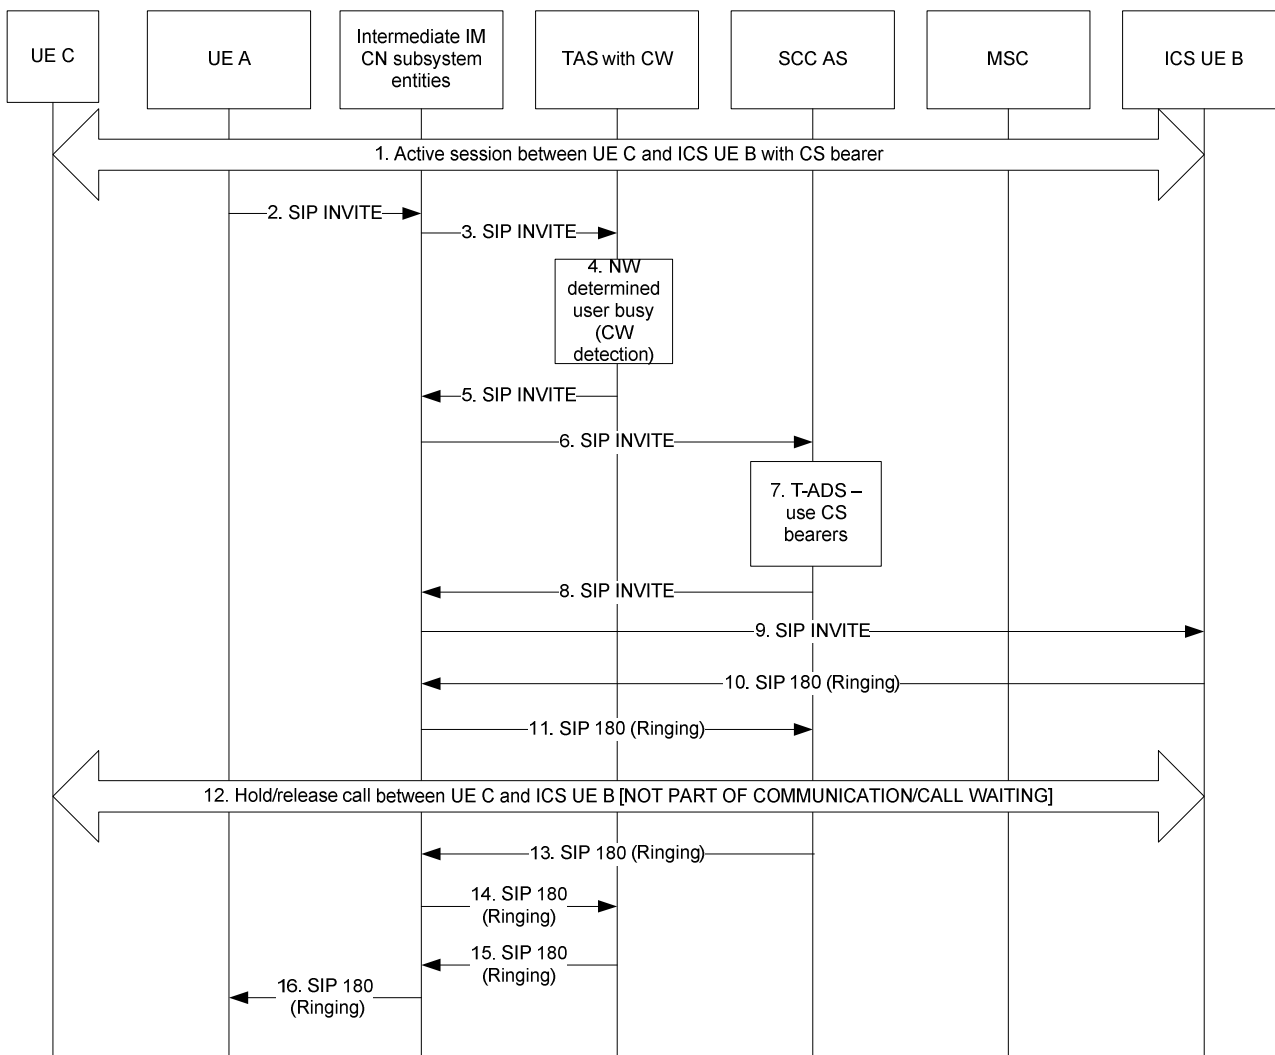 UE C
UE A
Intermediate IM
CN subsystem
entities
TAS with CW
SCC AS
MSC
ICS UE B
1. Active session between UE C and ICS UE B with CS bearer
2. SIP INVITE
3. SIP INVITE
4. NW
determined
user busy
(CW
detection)
5. SIP INVITE
6. SIP INVITE
7. T-ADS –
use CS
bearers
8. SIP INVITE
9. SIP INVITE
10. SIP 180 (Ringing)
11. SIP 180 (Ringing)
12. Hold/release call between UE C and ICS UE B [NOT PART OF COMMUNICATION/CALL WAITING]
13. SIP 180 (Ringing)
14. SIP 180
(Ringing)
15. SIP 180
(Ringing)
16. SIP 180
(Ringing)